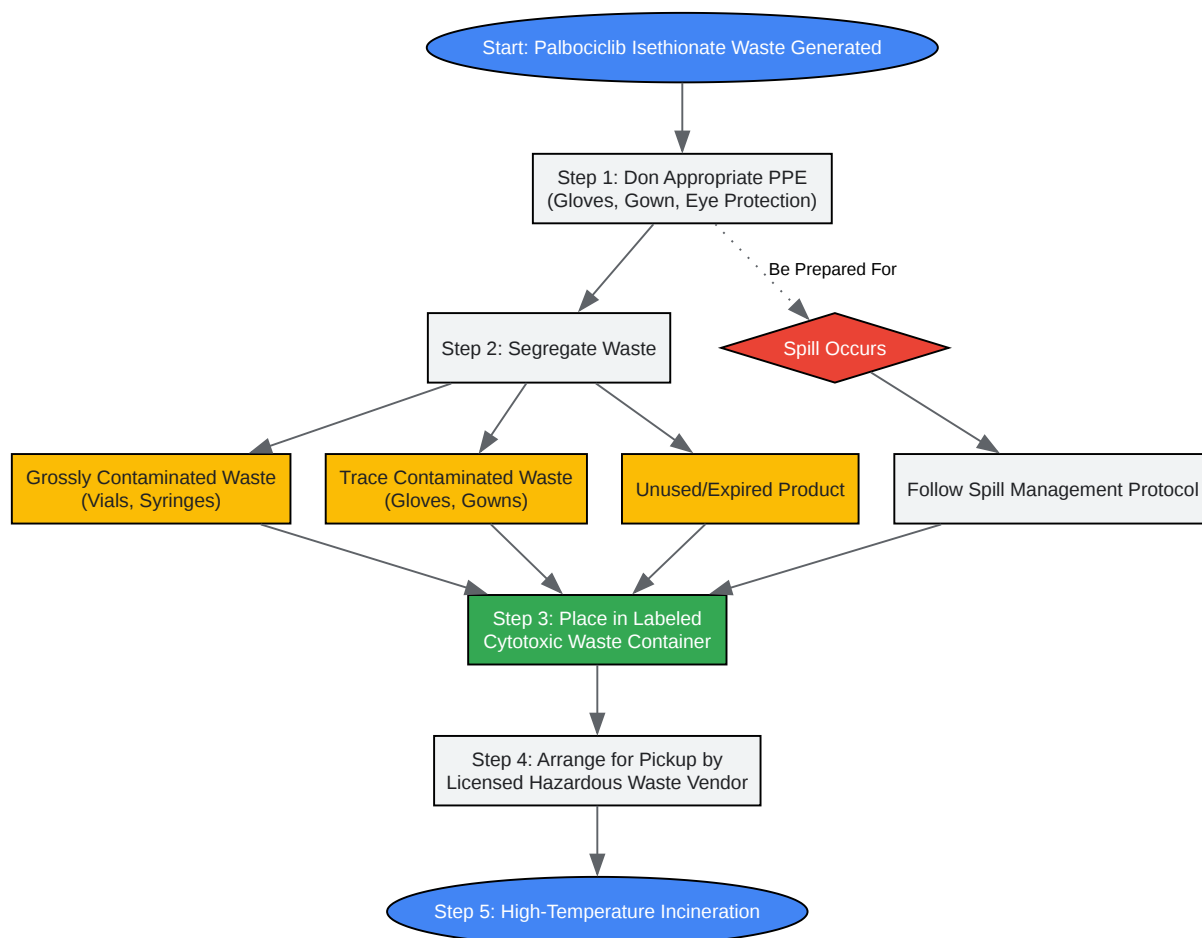 Start: Palbociclib Isethionate Waste Generated
Step 1: Don Appropriate PPE
(Gloves, Gown, Eye Protection)
Be Prepared For
Step 2: Segregate Waste
Spill Occurs
Grossly Contaminated Waste
(Vials, Syringes)
Trace Contaminated Waste
(Gloves, Gowns)
Unused/Expired Product
Follow Spill Management Protocol
Step 3: Place in Labeled
Cytotoxic Waste Container
Step 4: Arrange for Pickup by
Licensed Hazardous Waste Vendor
Step 5: High-Temperature Incineration